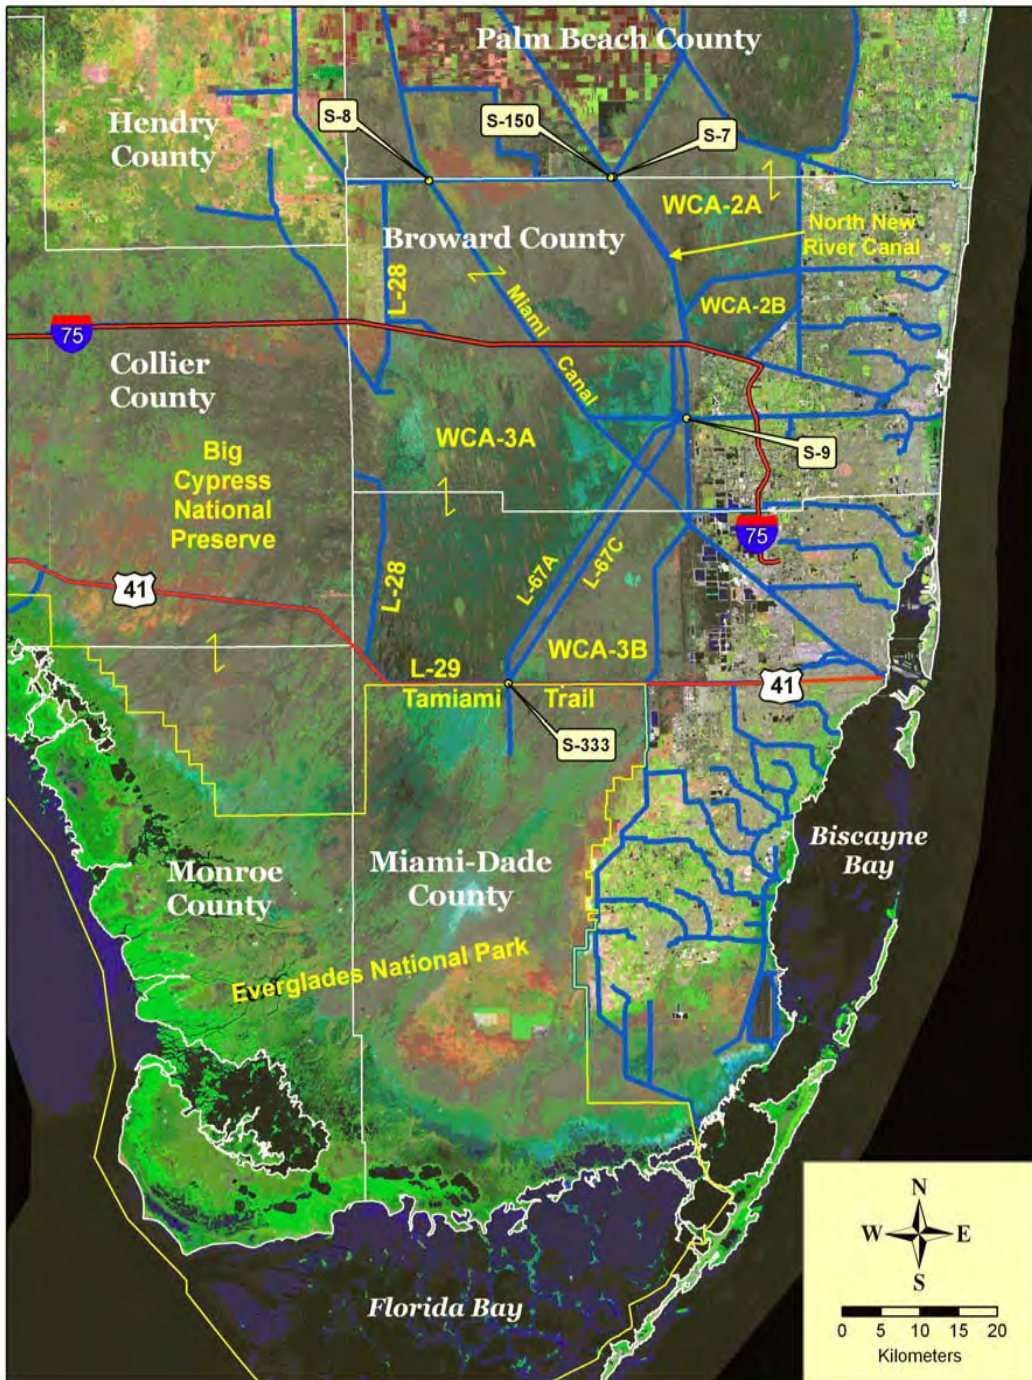 Palm Beach County
S-8
S-150
S-7
Hendry
County
WCA-2A
Broward County
North New
River Canal
L-28
Miami
Canal
WCA-2B
75
Collier
County
WCA-3A
S-9
Big
Cypress
National
Preserve
75
41
L-28
L-67A
L-67C
WCA-3B
L-29
Tamiami Trail
41
S-333
Biscayne
Bay
Monroe
County
Miami-Dade
County
Everglades National Park
Florida Bay
N
W E
S
0 5 10 15 20
Kilometers